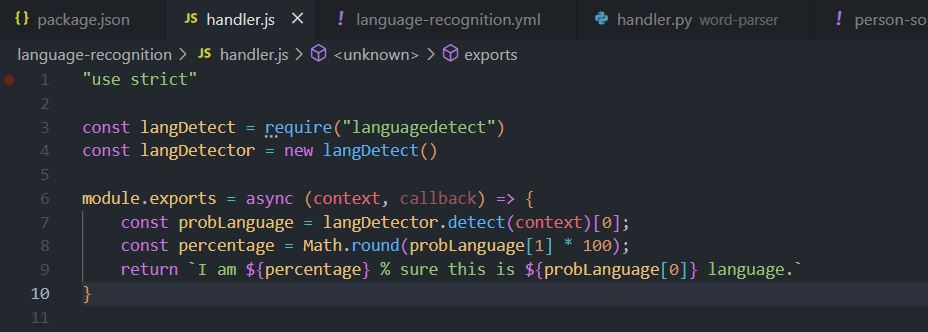 {} package.json JS handler.js × ! language-recognition.yml handler.py word-parser ! person-so
language-recognition > JS handler.js > <unknown> > exports
1 "use strict"
2
3 const langDetect = require("languagedetect")
4 const langDetector = new langDetect()
5
6 module.exports = async (context, callback) => {
7 const probLanguage = langDetector.detect(context)[0];
8 const percentage = Math.round(probLanguage[1] * 100);
9 return `I am ${percentage} % sure this is ${probLanguage[0]} language.`
10 }
11